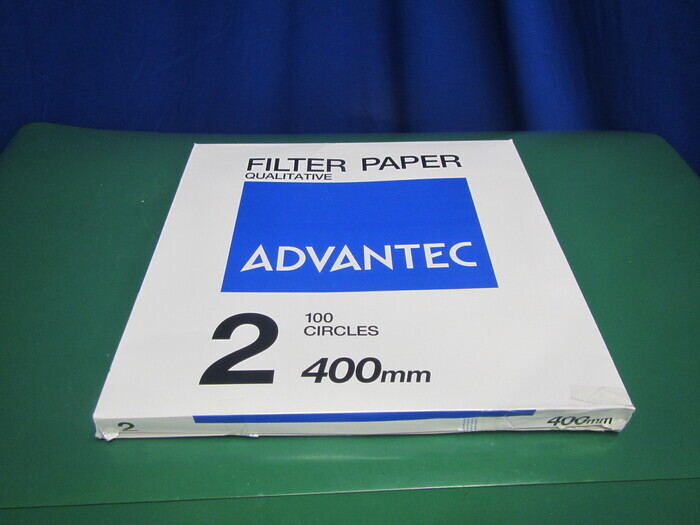 FILTER PAPER
QUALITATIVE
ADVANTEC
2
100
CIRCLES
400mm
2
400mm